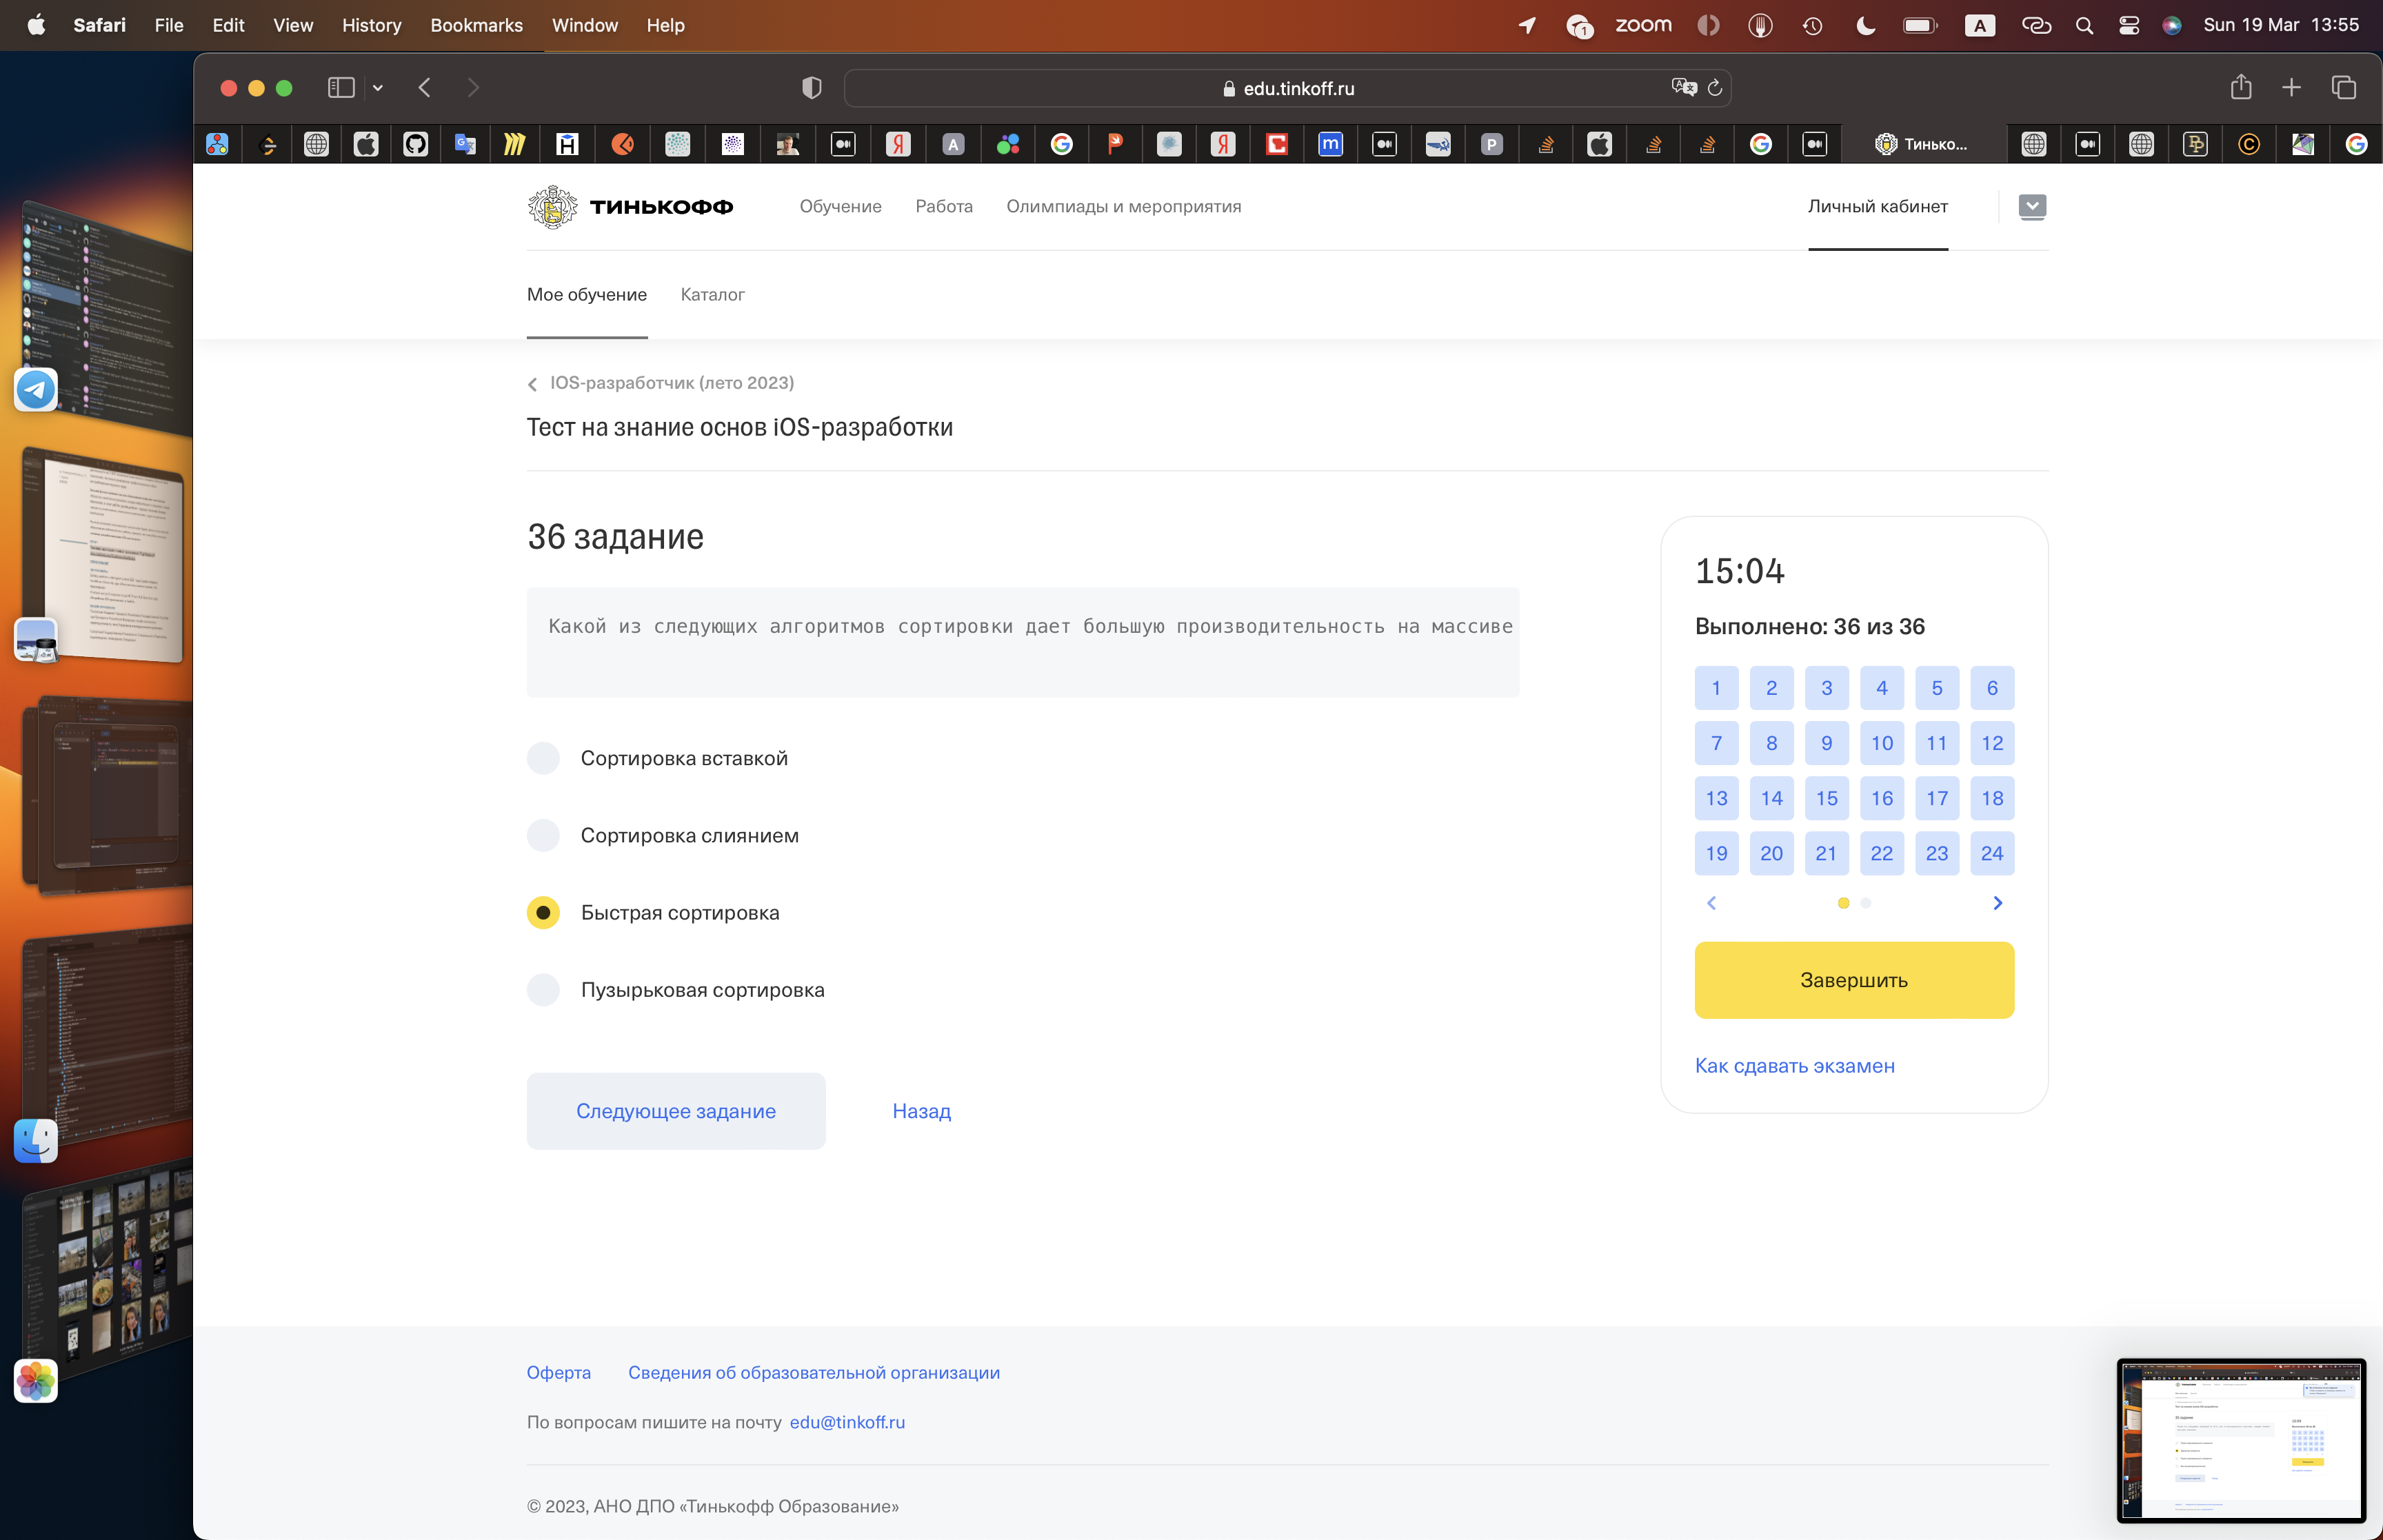 Safari File Edit View History Bookmarks Window Help
1 zoom A Sun 19 Mar 13:55
edu.tinkoff.ru
Тинько...
ТИНЬКОФФ Обучение Работа Олимпиады и мероприятия Личный кабинет
Мое обучение Каталог
IOS-разработчик (лето 2023)
Тест на знание основ iOS-разработки
36 задание
Какой из следующих алгоритмов сортировки дает большую производительность на массиве
Сортировка вставкой
Сортировка слиянием
Быстрая сортировка
Пузырьковая сортировка
Следующее задание Назад
15:04
Выполнено: 36 из 36
1 2 3 4 5 6
7 8 9 10 11 12
13 14 15 16 17 18
19 20 21 22 23 24
Завершить
Как сдавать экзамен
Оферта Сведения об образовательной организации
По вопросам пишите на почту edu@tinkoff.ru
© 2023, АНО ДПО «Тинькофф Образование»